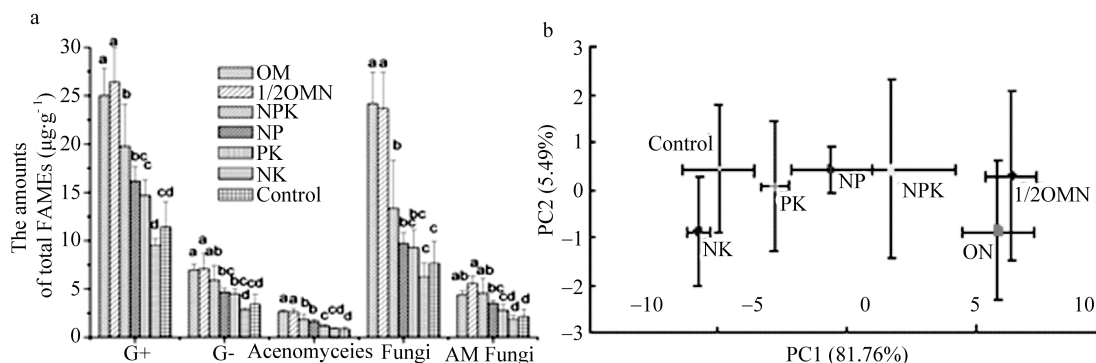 a
The amounts
of total FAMEs (μg·g⁻¹)
30
25
20
15
10
5
0
a a b bc c d cd
a a ab bc bc d cd
a a b b c cd d
a a b bc bc c c
ab a ab bc cd d d
OM
1/2OMN
NPK
NP
PK
NK
Control
G+ G- Acenomyceies Fungi AM Fungi
b
PC2 (5.49%)
3
2
1
0
−1
−2
−3
Control
PK
NP
NPK
1/2OMN
NK
ON
−10 −5 0 5 10
PC1 (81.76%)